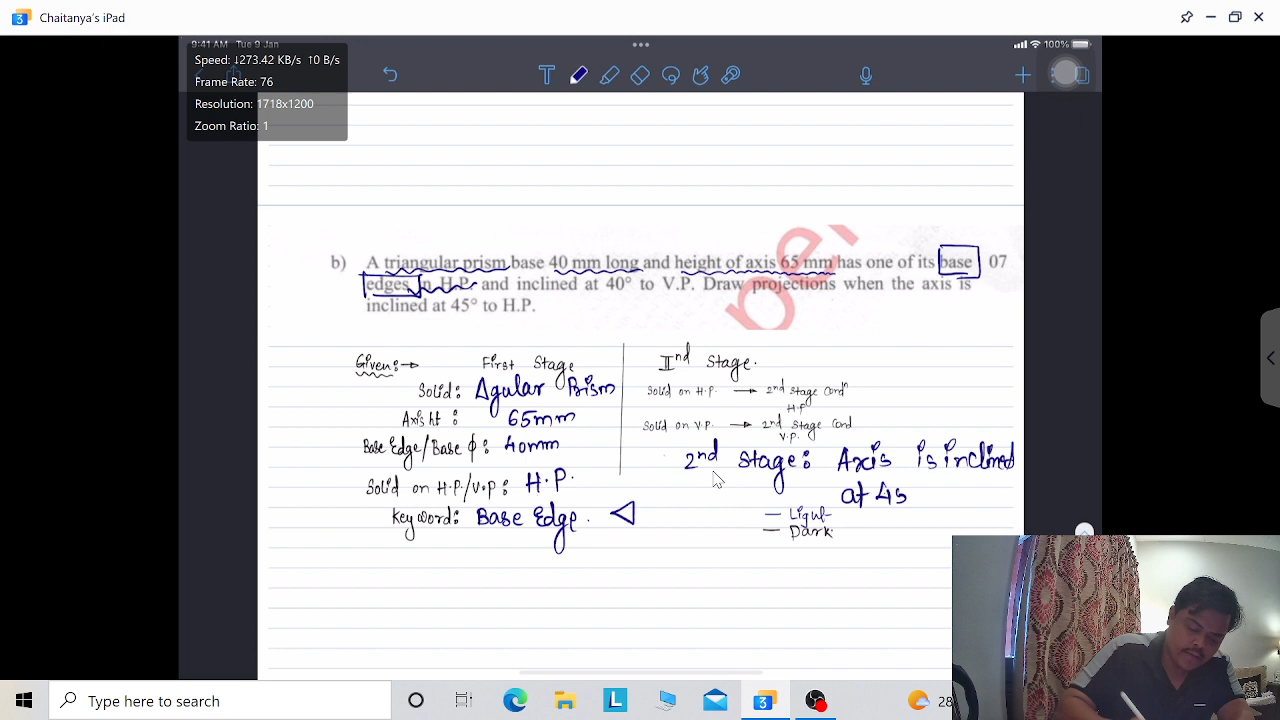 Chaitanya's iPad
9:41 AM Tue 9 Jan
100%
Speed: ↓273.42 KB/s 10 B/s
Frame Rate: 76
Resolution: 1718x1200
Zoom Ratio: 1
b) A triangular prism base 40 mm long and height of axis 65 mm has one of its base 07
edges in H.P. and inclined at 40° to V.P. Draw projections when the axis is
inclined at 45° to H.P.
Given:→ First Stage
Solid: Δgular Prism
Axis ht: 65mm
Base Edge/Base ϕ: 40mm
Solid on H.P/V.P: H.P.
Keyword: Base Edge.
IInd Stage.
Solid on H.P. → 2nd Stage Condn
H.P
Solid on V.P. → 2nd Stage Cond
V.P.
2nd Stage: Axis is inclined
at 45
— Dark
Type here to search
28